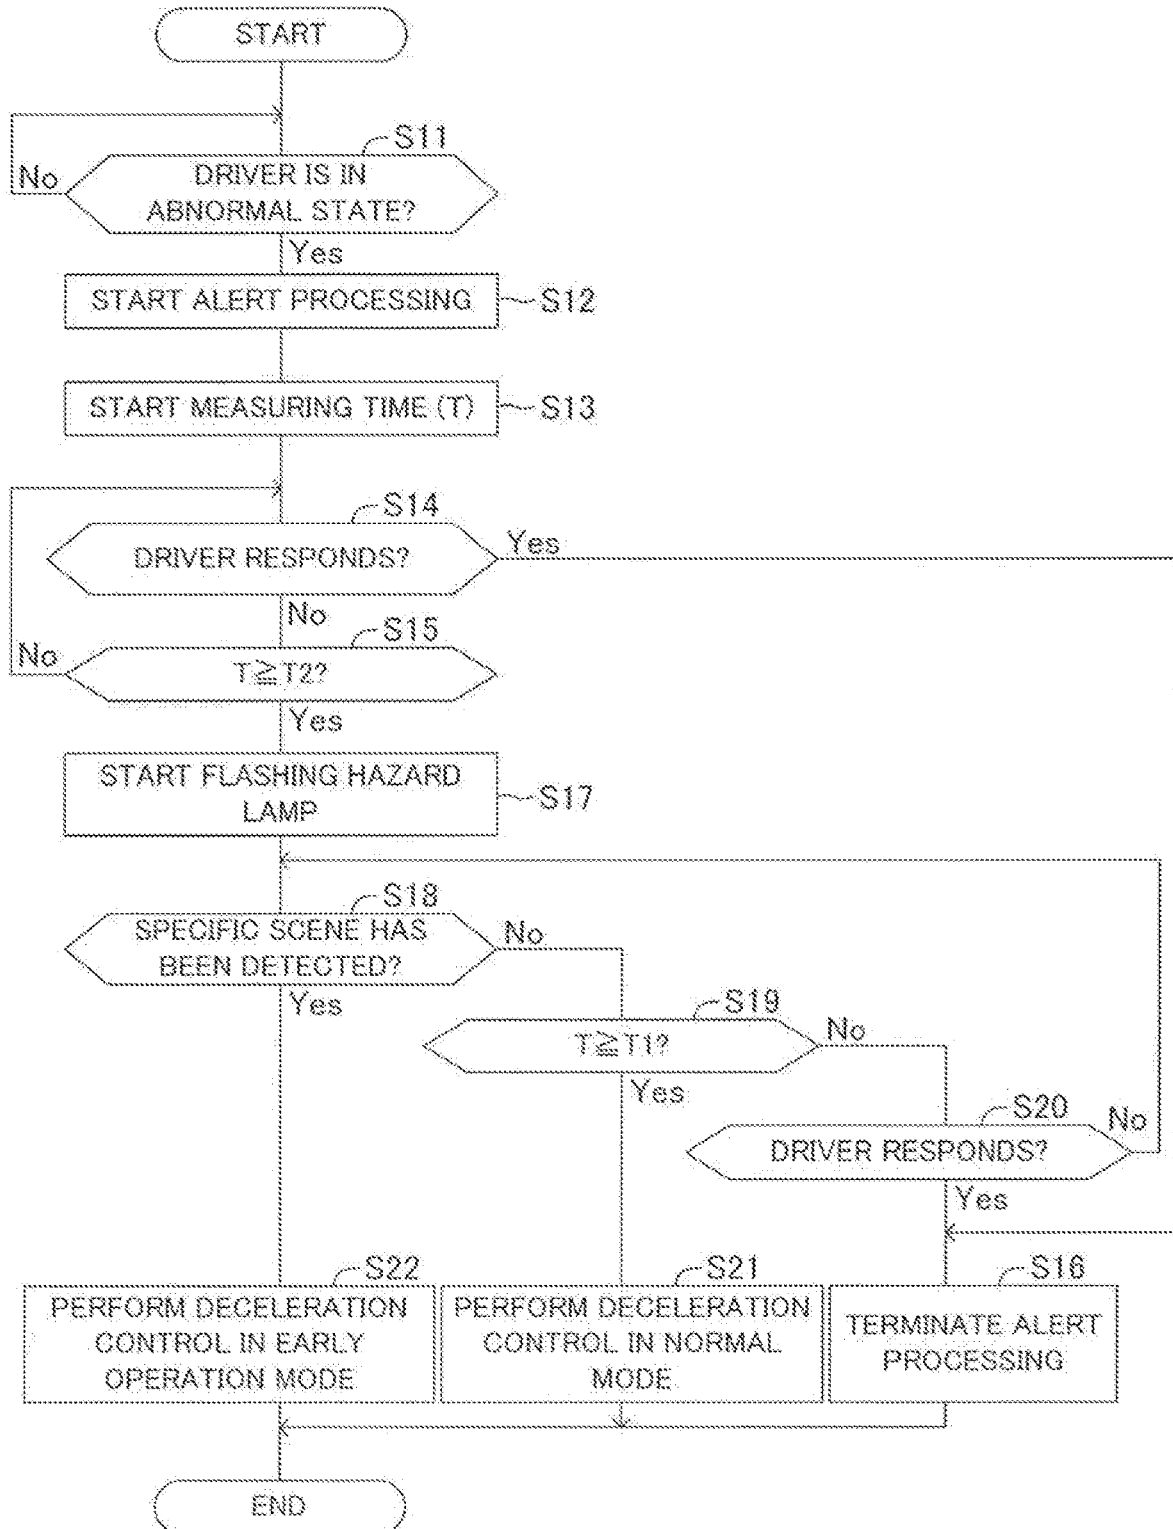 START
S11
No
DRIVER IS IN
ABNORMAL STATE?
Yes
START ALERT PROCESSING
S12
START MEASURING TIME (T)
S13
S14
DRIVER RESPONDS?
Yes
No
S15
No
T≧T2?
Yes
START FLASHING HAZARD
LAMP
S17
S18
SPECIFIC SCENE HAS
BEEN DETECTED?
No
Yes
S19
T≧T1?
No
Yes
S20
DRIVER RESPONDS?
No
Yes
S22
PERFORM DECELERATION
CONTROL IN EARLY
OPERATION MODE
S21
PERFORM DECELERATION
CONTROL IN NORMAL
MODE
S16
TERMINATE ALERT
PROCESSING
END